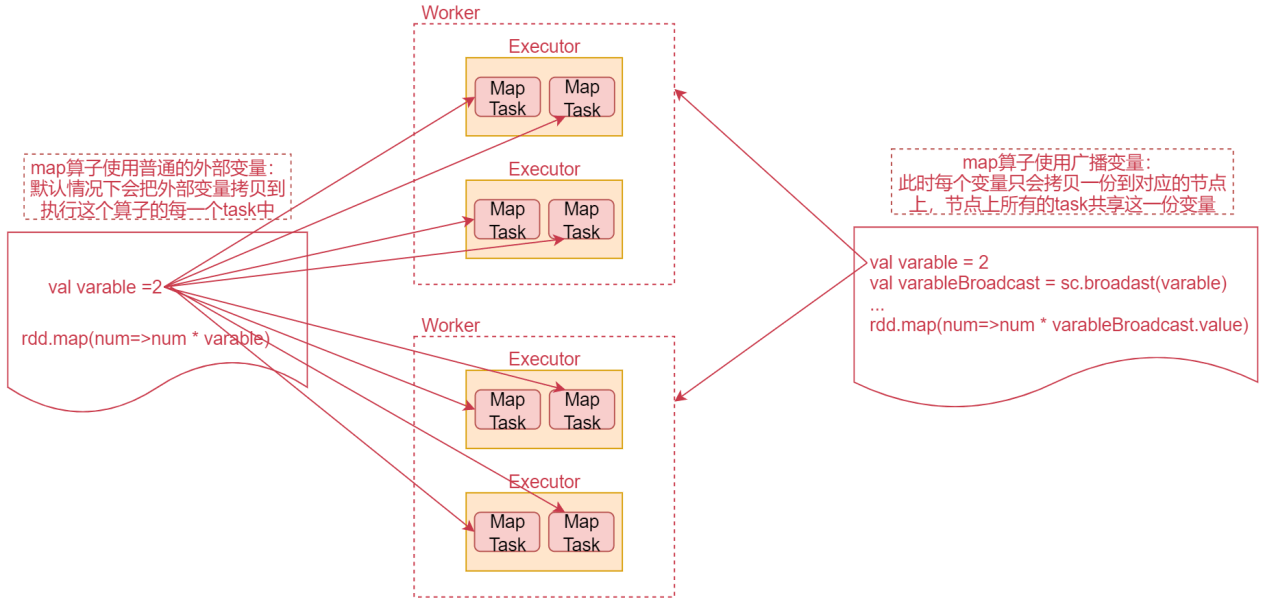 map算子使用普通的外部变量：
默认情况下会把外部变量拷贝到
执行这个算子的每一个task中
val varable =2
rdd.map(num=>num * varable)
Worker
Executor
Map
Task
Map
Task
Executor
Map
Task
Map
Task
Worker
Executor
Map
Task
Map
Task
Executor
Map
Task
Map
Task
map算子使用广播变量：
此时每个变量只会拷贝一份到对应的节点
上，节点上所有的task共享这一份变量
val varable = 2
val varableBroadcast = sc.broadast(varable)
...
rdd.map(num=>num * varableBroadcast.value)